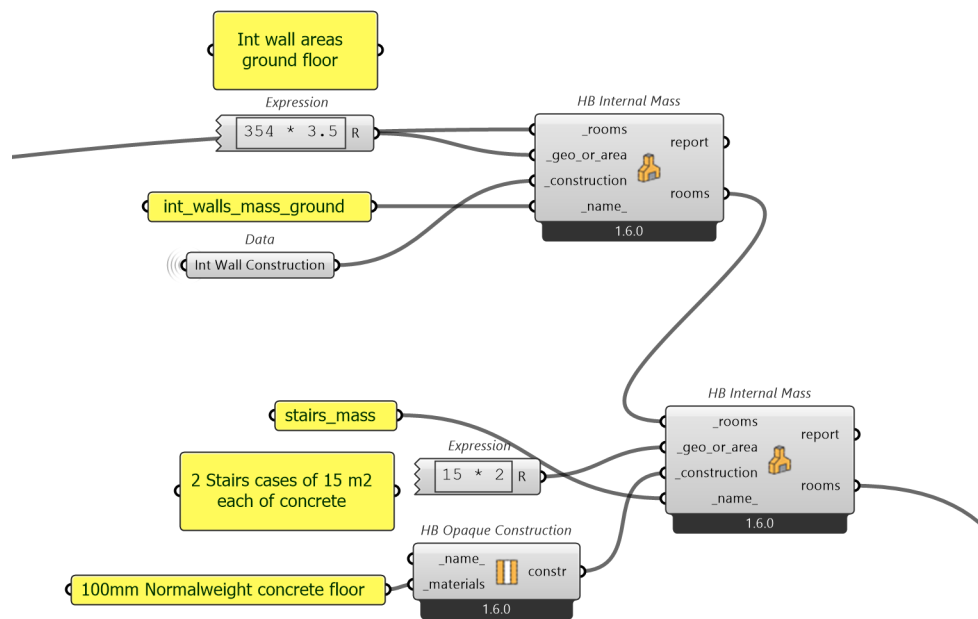 Int wall areas
ground floor
Expression
354 * 3.5 R
HB Internal Mass
_rooms
_geo_or_area
_construction
_name_
report
rooms
1.6.0
int_walls_mass_ground
Data
Int Wall Construction
HB Internal Mass
_rooms
_geo_or_area
_construction
_name_
report
rooms
1.6.0
stairs_mass
Expression
15 * 2 R
2 Stairs cases of 15 m2
each of concrete
HB Opaque Construction
_name_
_materials
constr
1.6.0
100mm Normalweight concrete floor